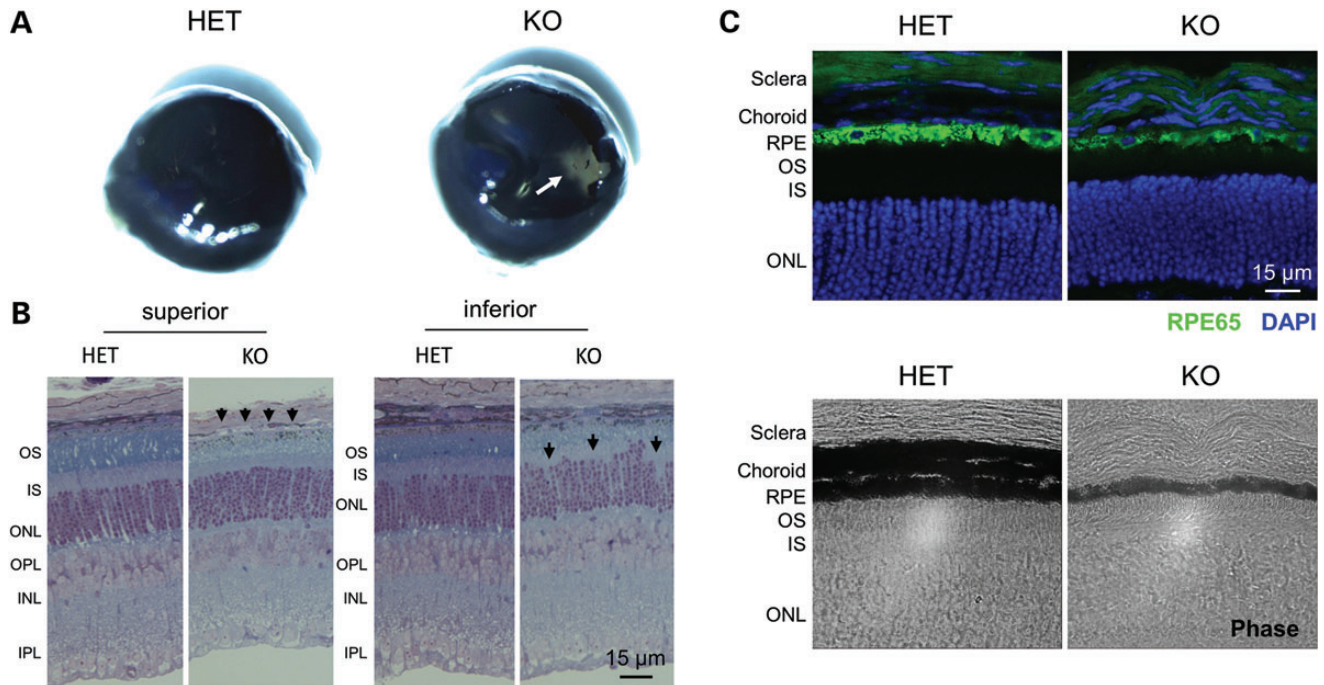 A
HET
KO
B
superior
inferior
HET
KO
HET
KO
OS
IS
ONL
OPL
INL
IPL
OS
IS
ONL
OPL
INL
IPL
15 µm
C
HET
KO
Sclera
Choroid
RPE
OS
IS
ONL
15 µm
RPE65 DAPI
HET
KO
Sclera
Choroid
RPE
OS
IS
ONL
Phase